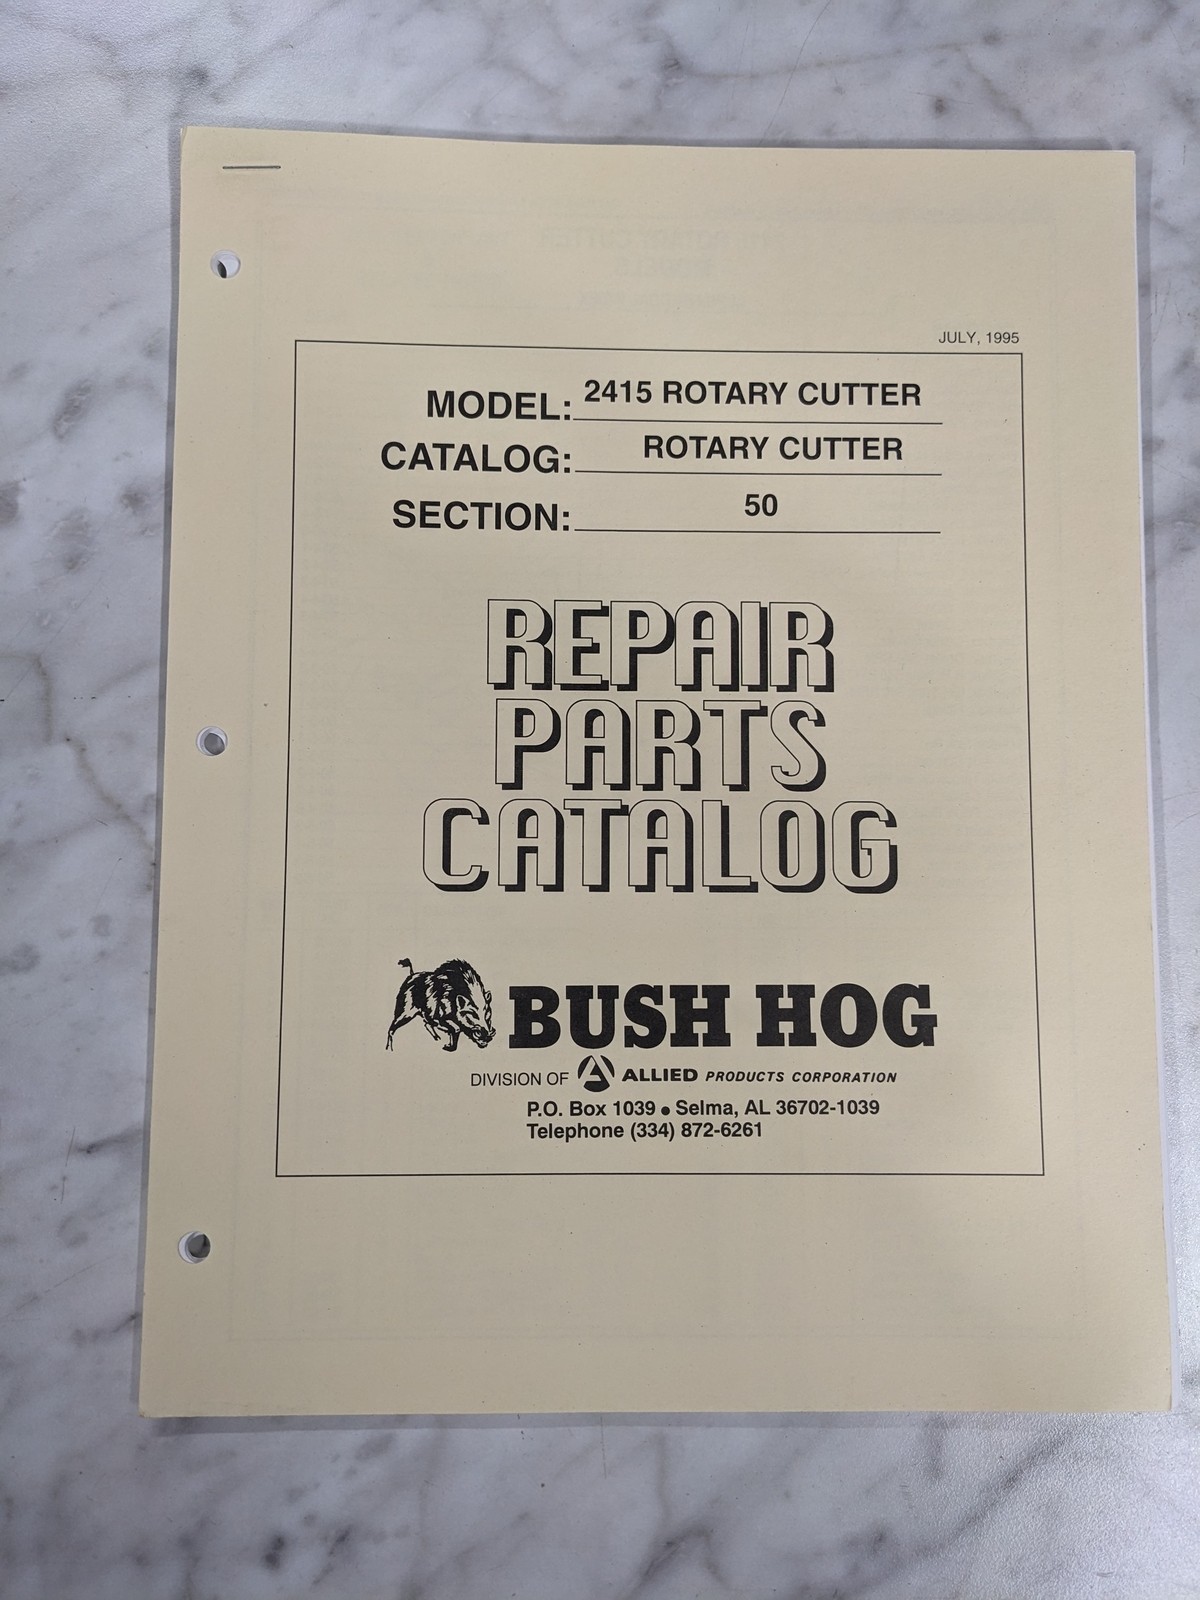 JULY, 1995
MODEL: 2415 ROTARY CUTTER
CATALOG: ROTARY CUTTER
SECTION: 50
REPAIR
PARTS
CATALOG
BUSH HOG
DIVISION OF ALLIED PRODUCTS CORPORATION
P.O. Box 1039 ● Selma, AL 36702-1039
Telephone (334) 872-6261